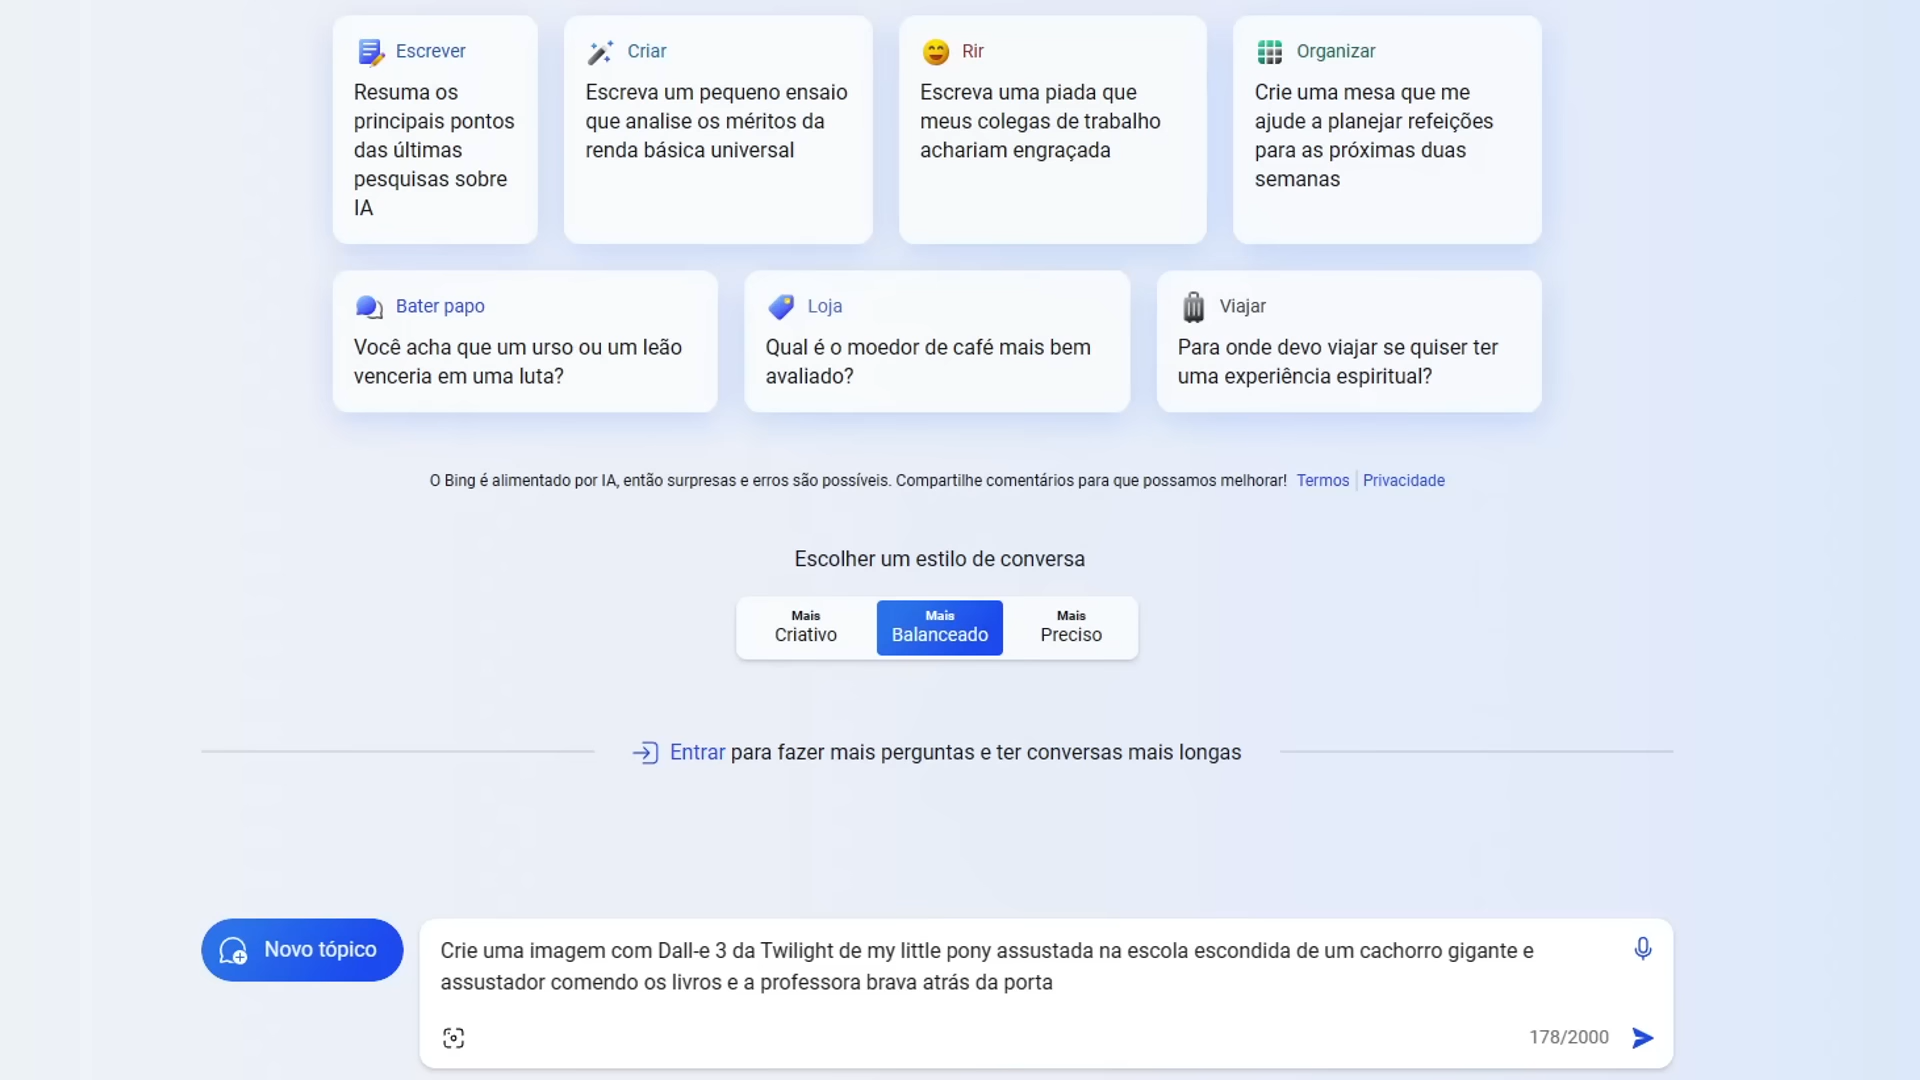 Escrever
Resuma os
principais pontos
das últimas
pesquisas sobre
IA
Criar
Escreva um pequeno ensaio
que analise os méritos da
renda básica universal
Rir
Escreva uma piada que
meus colegas de trabalho
achariam engraçada
Organizar
Crie uma mesa que me
ajude a planejar refeições
para as próximas duas
semanas
Bater papo
Você acha que um urso ou um leão
venceria em uma luta?
Loja
Qual é o moedor de café mais bem
avaliado?
Viajar
Para onde devo viajar se quiser ter
uma experiência espiritual?
O Bing é alimentado por IA, então surpresas e erros são possíveis. Compartilhe comentários para que possamos melhorar! Termos Privacidade
Escolher um estilo de conversa
Mais
Criativo
Mais
Balanceado
Mais
Preciso
Entrar para fazer mais perguntas e ter conversas mais longas
Novo tópico
Crie uma imagem com Dall-e 3 da Twilight de my little pony assustada na escola escondida de um cachorro gigante e
assustador comendo os livros e a professora brava atrás da porta
178/2000